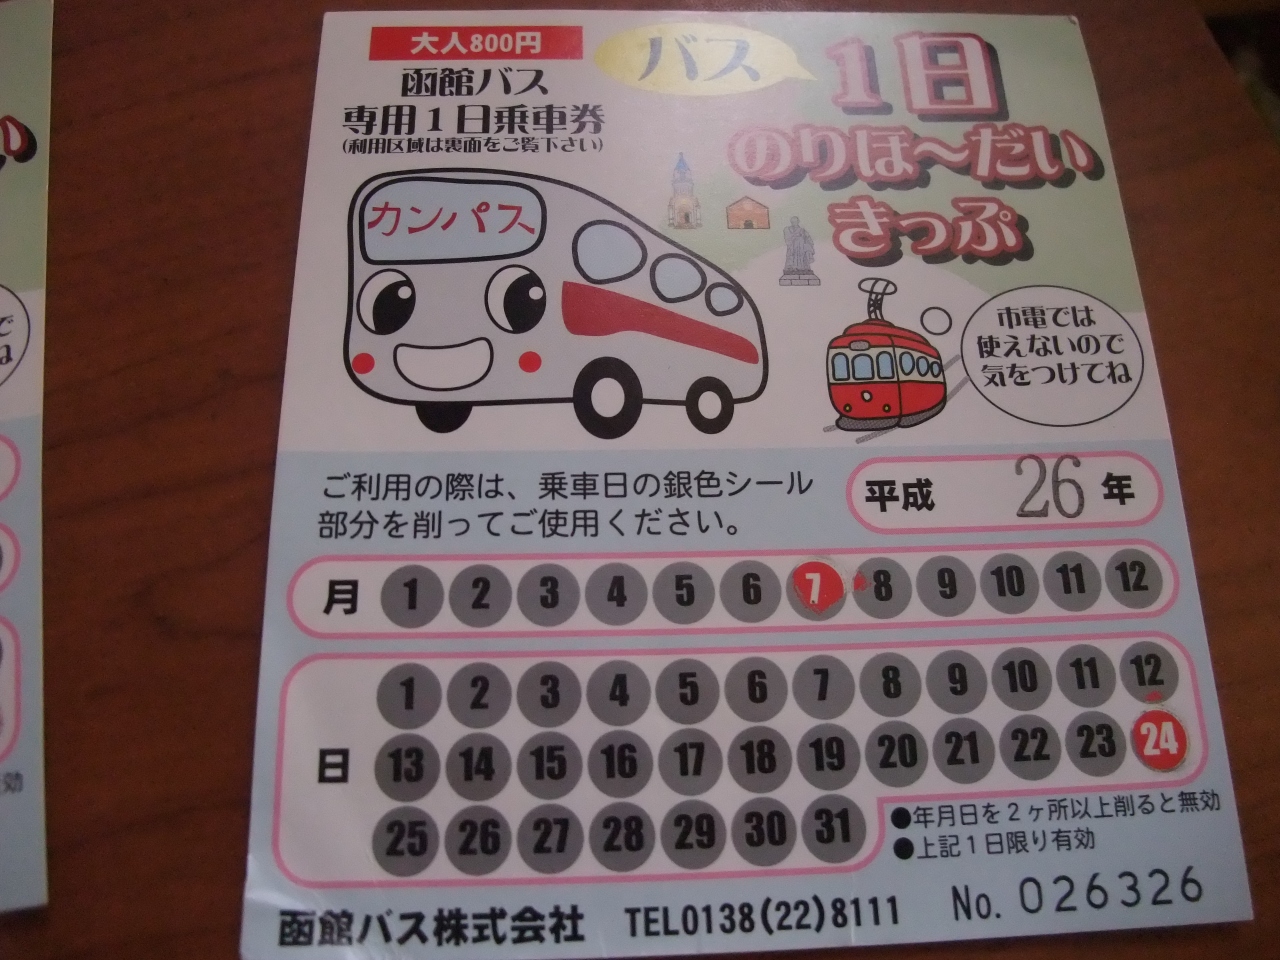 大人800円
函館バス
専用1日乗車券
(利用区域は裏面をご覧下さい)
バス
1日
のりほ～だい
きっぷ
カンパス
市電では
使えないので
気をつけてね
ご利用の際は、乗車日の銀色シール
部分を削ってご使用ください。
平成 26 年
月 1 2 3 4 5 6 7 8 9 10 11 12
1 2 3 4 5 6 7 8 9 10 11 12
日 13 14 15 16 17 18 19 20 21 22 23 24
25 26 27 28 29 30 31
●年月日を2ヶ所以上削ると無効
●上記1日限り有効
函館バス株式会社 TEL0138(22)8111 No. 026326
い
で
ね
効